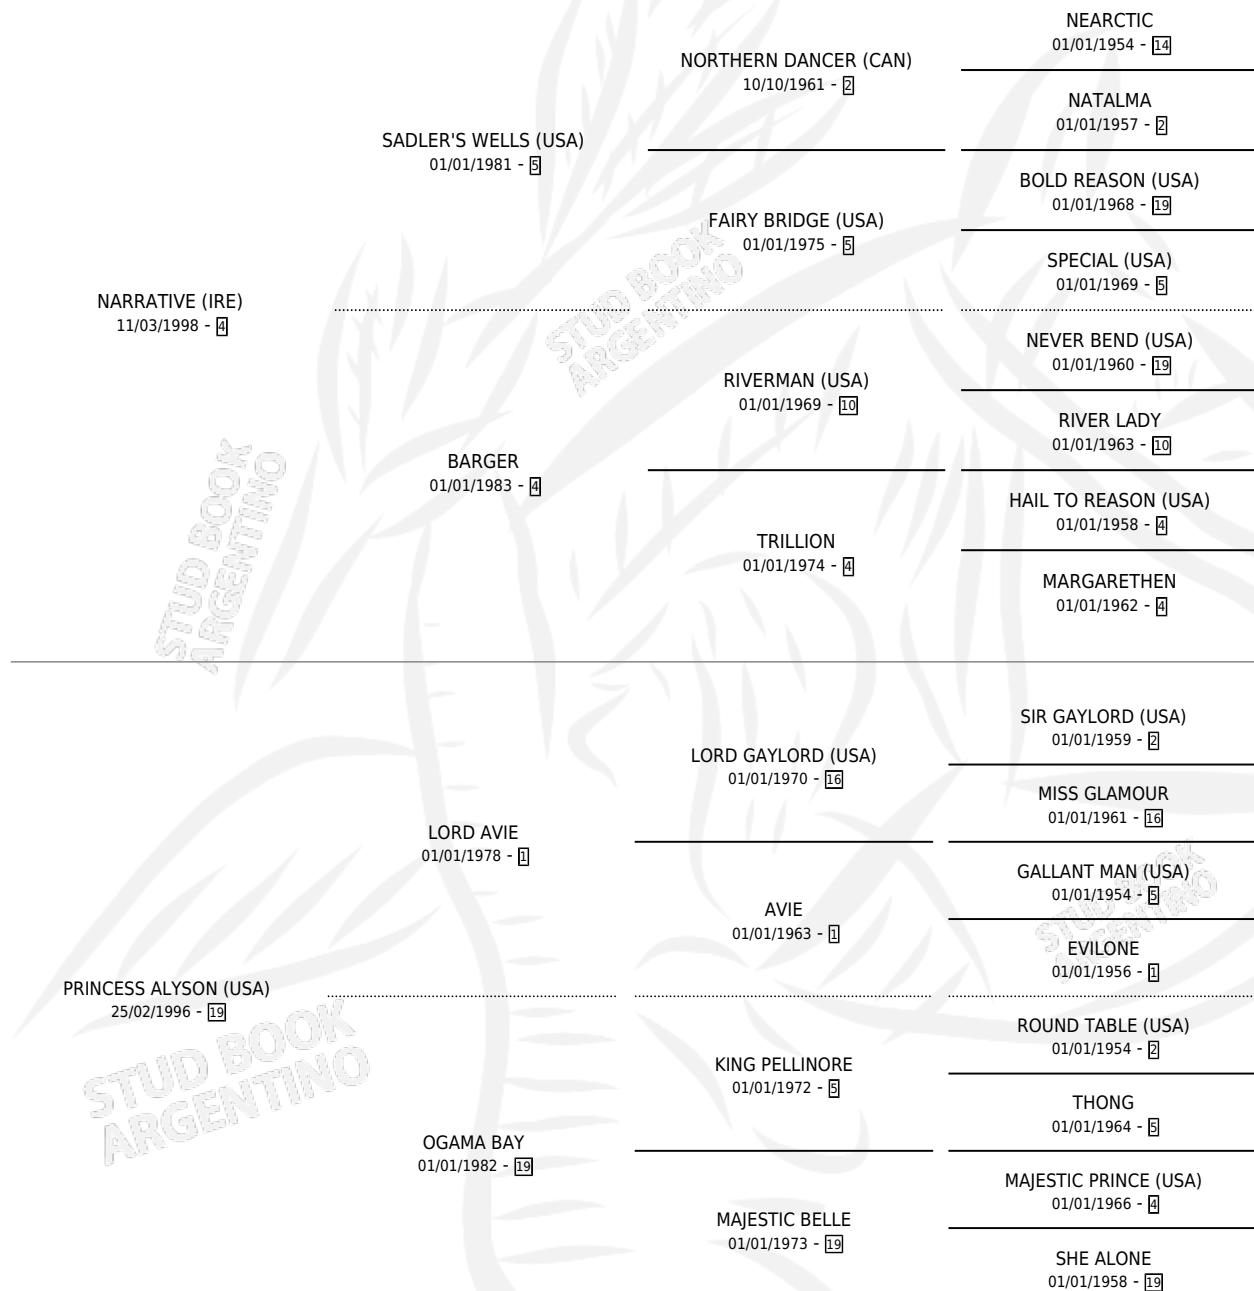 NEARCTIC
01/01/1954 - 14
NORTHERN DANCER (CAN)
10/10/1961 - 2
NATALMA
01/01/1957 - 2
SADLER'S WELLS (USA)
01/01/1981 - 5
BOLD REASON (USA)
01/01/1968 - 19
FAIRY BRIDGE (USA)
01/01/1975 - 5
SPECIAL (USA)
01/01/1969 - 5
NARRATIVE (IRE)
11/03/1998 - 4
STUD BOOK
ARGENTINO
NEVER BEND (USA)
01/01/1960 - 19
RIVERMAN (USA)
01/01/1969 - 10
RIVER LADY
01/01/1963 - 10
BARGER
01/01/1983 - 4
HAIL TO REASON (USA)
01/01/1958 - 4
TRILLION
01/01/1974 - 4
MARGARETHEN
01/01/1962 - 4
STUD BOOK
ARGENTINO
SIR GAYLORD (USA)
01/01/1959 - 2
LORD GAYLORD (USA)
01/01/1970 - 16
MISS GLAMOUR
01/01/1961 - 16
LORD AVIE
01/01/1978 - 1
GALLANT MAN (USA)
01/01/1954 - 5
AVIE
01/01/1963 - 1
EVILONE
01/01/1956 - 1
STUD BOOK
ARGENTINO
PRINCESS ALYSON (USA)
25/02/1996 - 19
ROUND TABLE (USA)
01/01/1954 - 2
KING PELLINORE
01/01/1972 - 5
THONG
01/01/1964 - 5
STUD BOOK
ARGENTINO
OGAMA BAY
01/01/1982 - 19
MAJESTIC PRINCE (USA)
01/01/1966 - 4
MAJESTIC BELLE
01/01/1973 - 19
SHE ALONE
01/01/1958 - 19